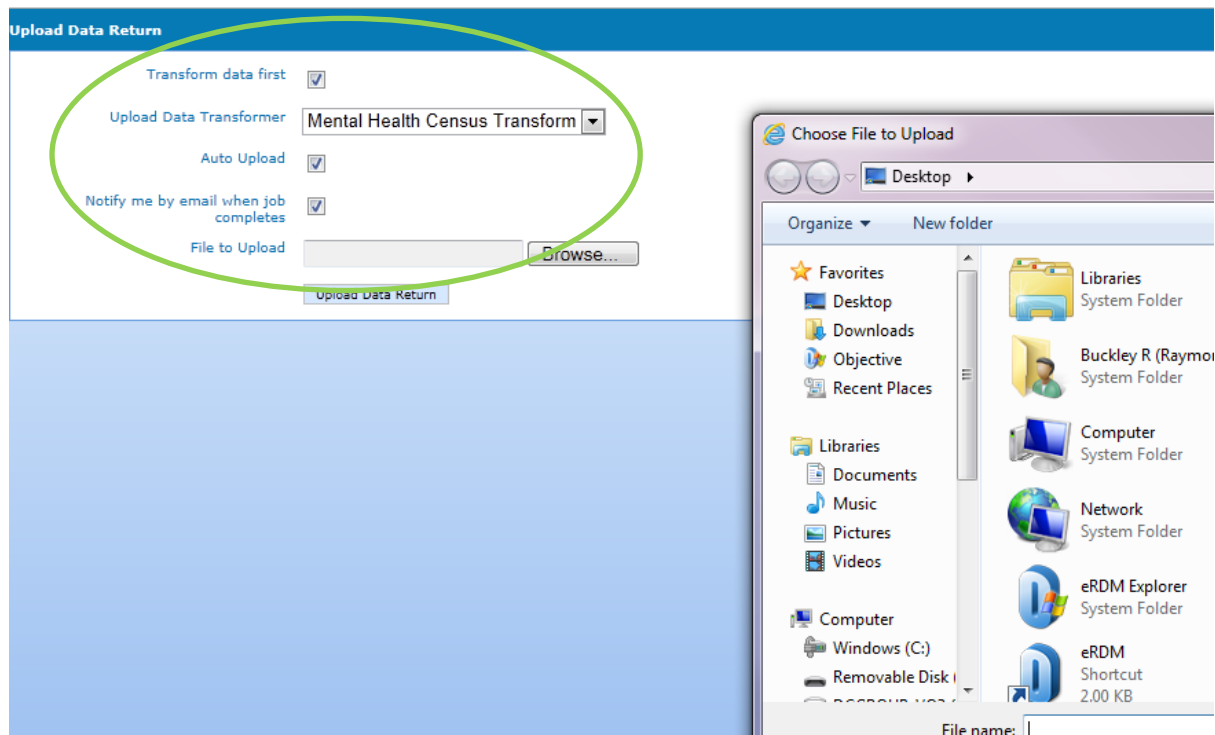 Upload Data Return
Transform data first
Upload Data Transformer
Mental Health Census Transform
Auto Upload
Notify me by email when job
completes
File to Upload
Browse...
Upload Data Return
Choose File to Upload
Desktop
Organize
New folder
Favorites
Desktop
Downloads
Objective
Recent Places
Libraries
Documents
Music
Pictures
Videos
Computer
Windows (C:)
Removable Disk (
Libraries
System Folder
Buckley R (Raymo
System Folder
Computer
System Folder
Network
System Folder
eRDM Explorer
System Folder
eRDM
Shortcut
2.00 KB
File name: